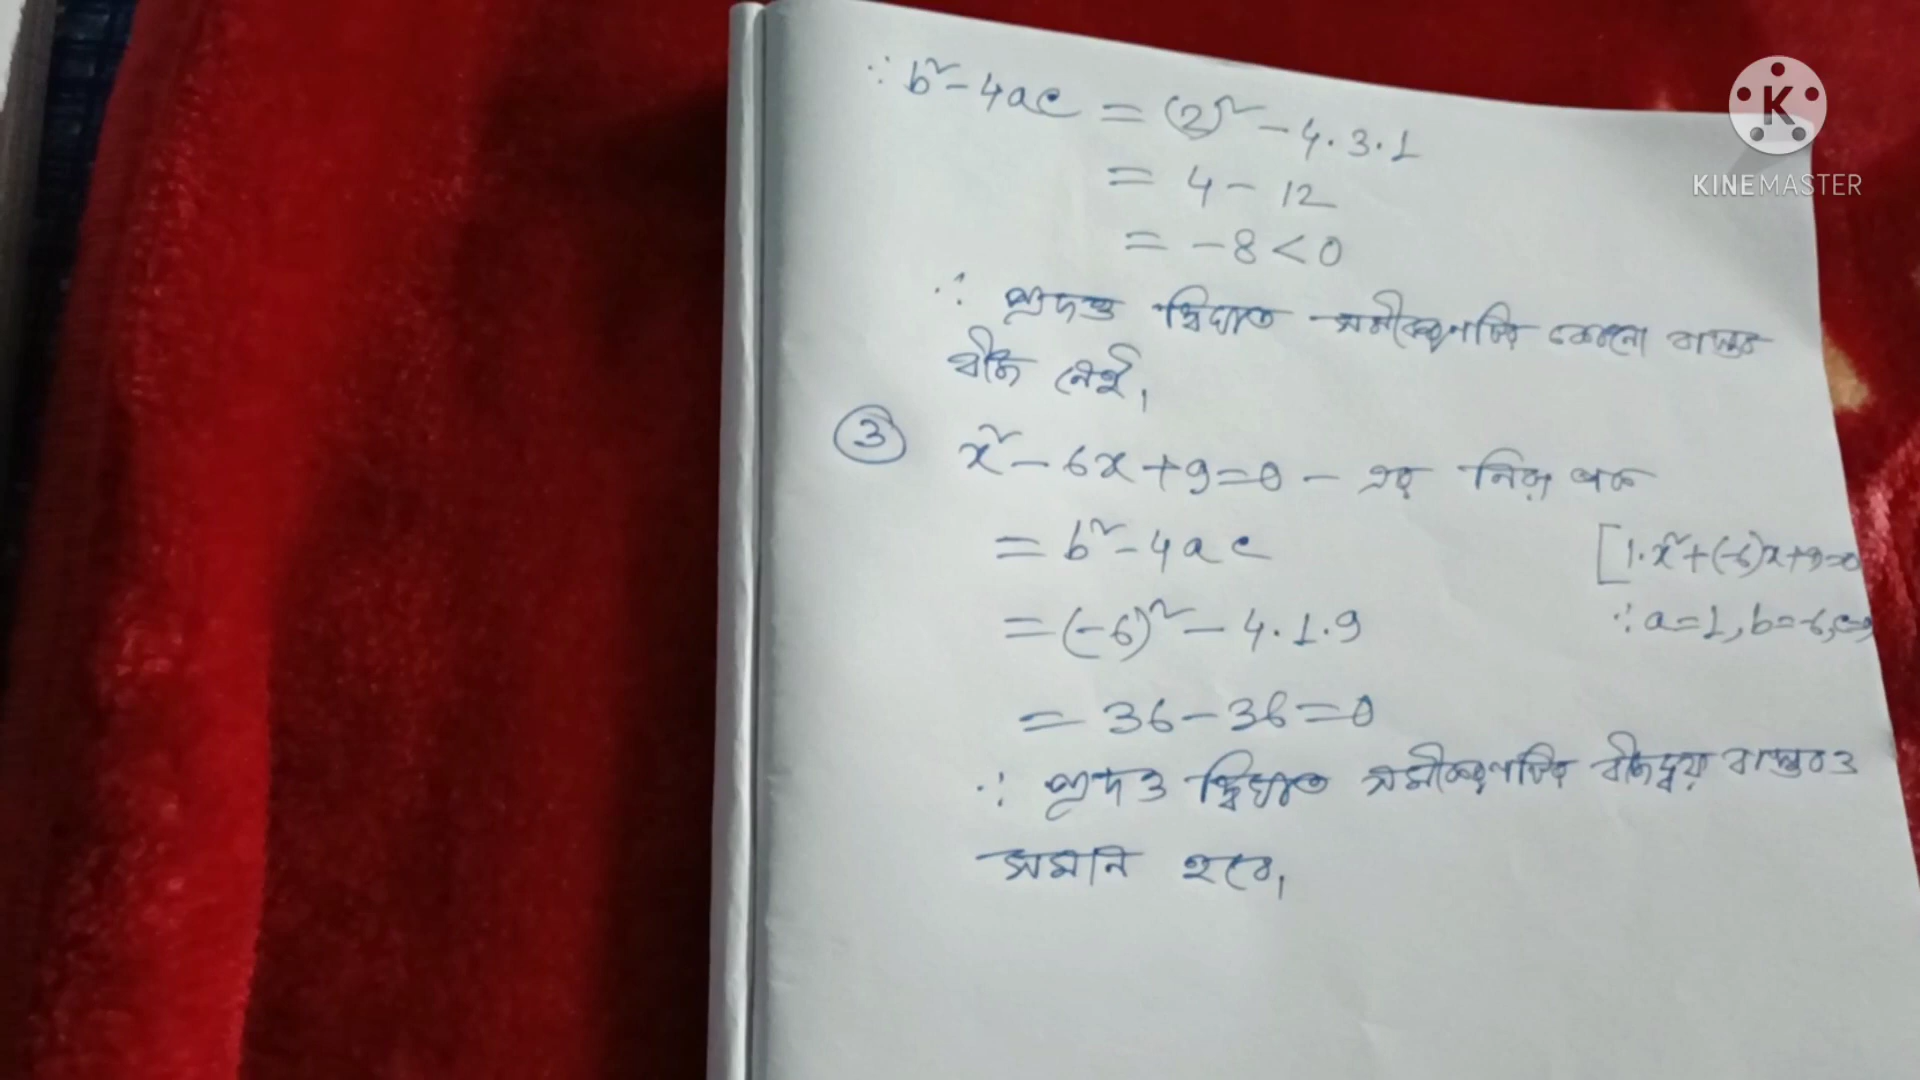 ∵ b² - 4ac = (2)² - 4.3.1
= 4 - 12
= -8 < 0
∴ প্রদত্ত দ্বিঘাত সমীকরণটির কোনো বাস্তব
বীজ নেই।
③ x² - 6x + 9 = 0 - এর নিরূপক
= b² - 4ac
[1.x² + (-6)x + 9 = 0
= (-6)² - 4.1.9
∴ a = 1, b = -6, c = 9
= 36 - 36 = 0
∴ প্রদত্ত দ্বিঘাত সমীকরণটির বীজদ্বয় বাস্তব ও
সমান হবে।
K
KINEMASTER